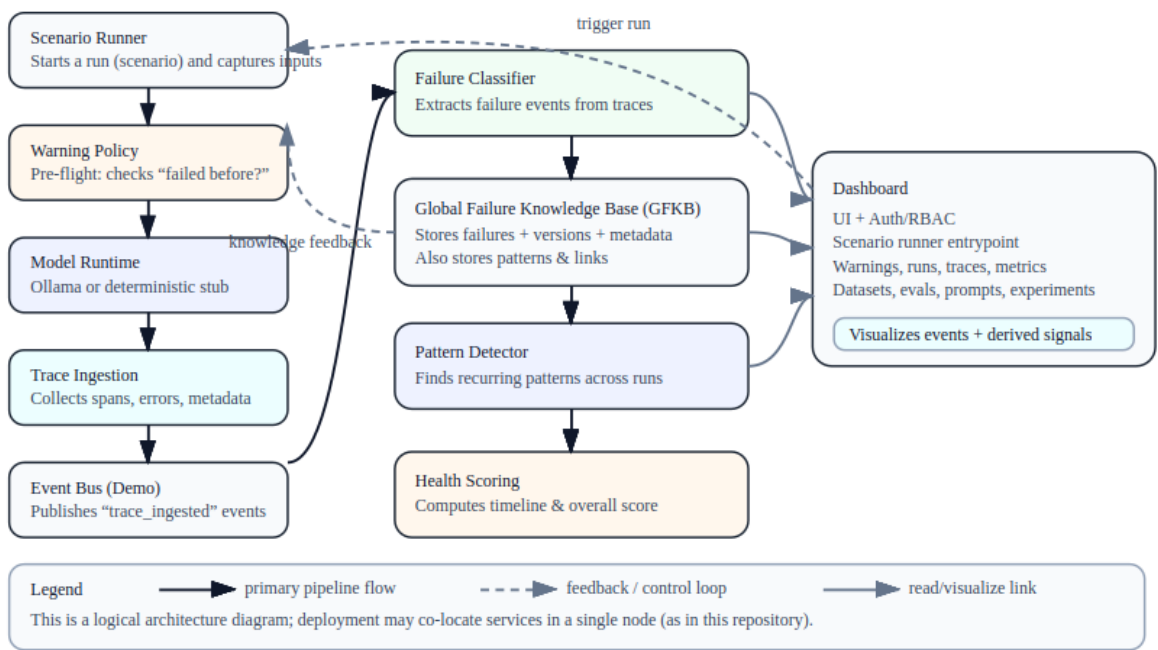 trigger run
Scenario Runner
Starts a run (scenario) and captures inputs
Warning Policy
Pre-flight: checks “failed before?”
knowledge feedback
Model Runtime
Ollama or deterministic stub
Trace Ingestion
Collects spans, errors, metadata
Event Bus (Demo)
Publishes “trace_ingested” events
Failure Classifier
Extracts failure events from traces
Global Failure Knowledge Base (GFKB)
Stores failures + versions + metadata
Also stores patterns & links
Pattern Detector
Finds recurring patterns across runs
Health Scoring
Computes timeline & overall score
Dashboard
UI + Auth/RBAC
Scenario runner entrypoint
Warnings, runs, traces, metrics
Datasets, evals, prompts, experiments
Visualizes events + derived signals
Legend
primary pipeline flow
feedback / control loop
read/visualize link
This is a logical architecture diagram; deployment may co-locate services in a single node (as in this repository).